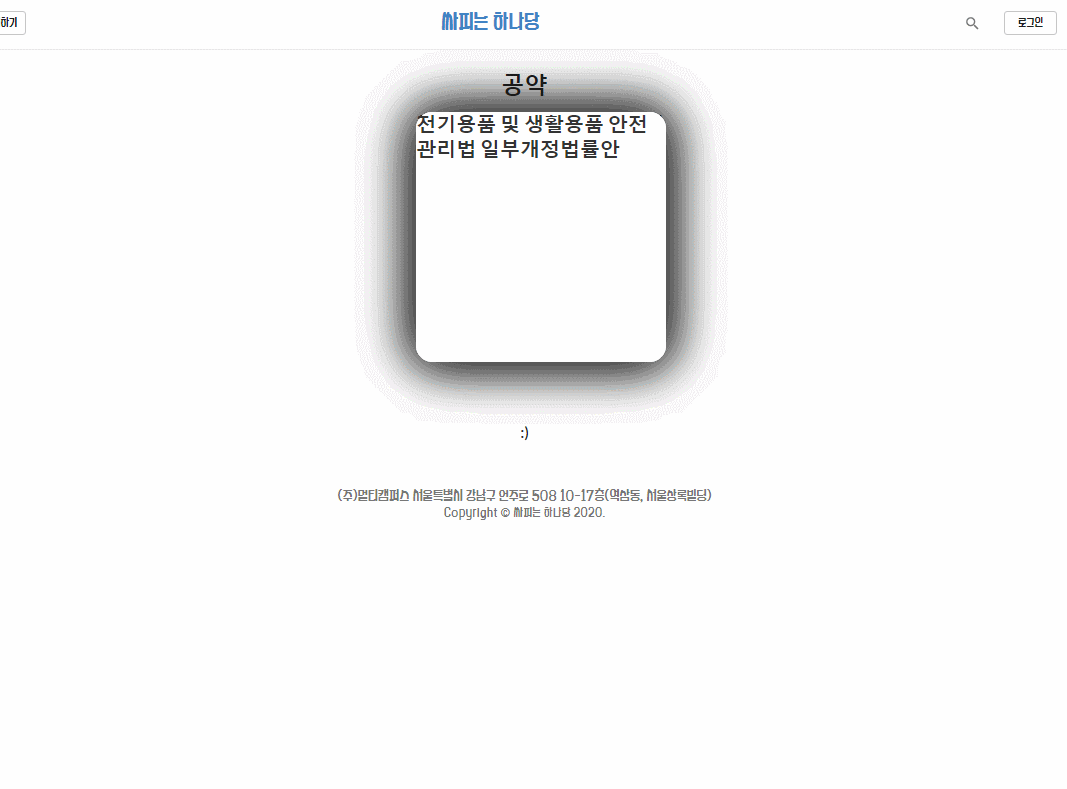 하기
싸피는 하나당
로그인
공약
전기용품 및 생활용품 안전
관리법 일부개정법률안
:)
(주)멀티캠퍼스 서울특별시 강남구 언주로 508 10-17층(역삼동, 서울상록빌딩)
Copyright © 싸피는 하나당 2020.